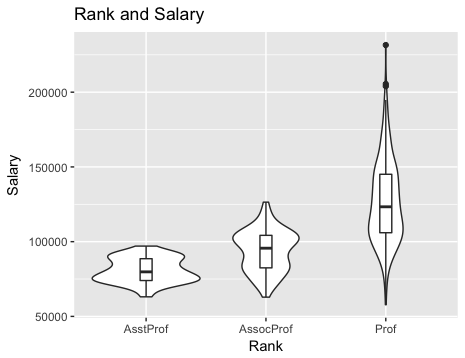 Rank and Salary
200000
150000
100000
50000
Salary
AsstProf
AssocProf
Prof
Rank